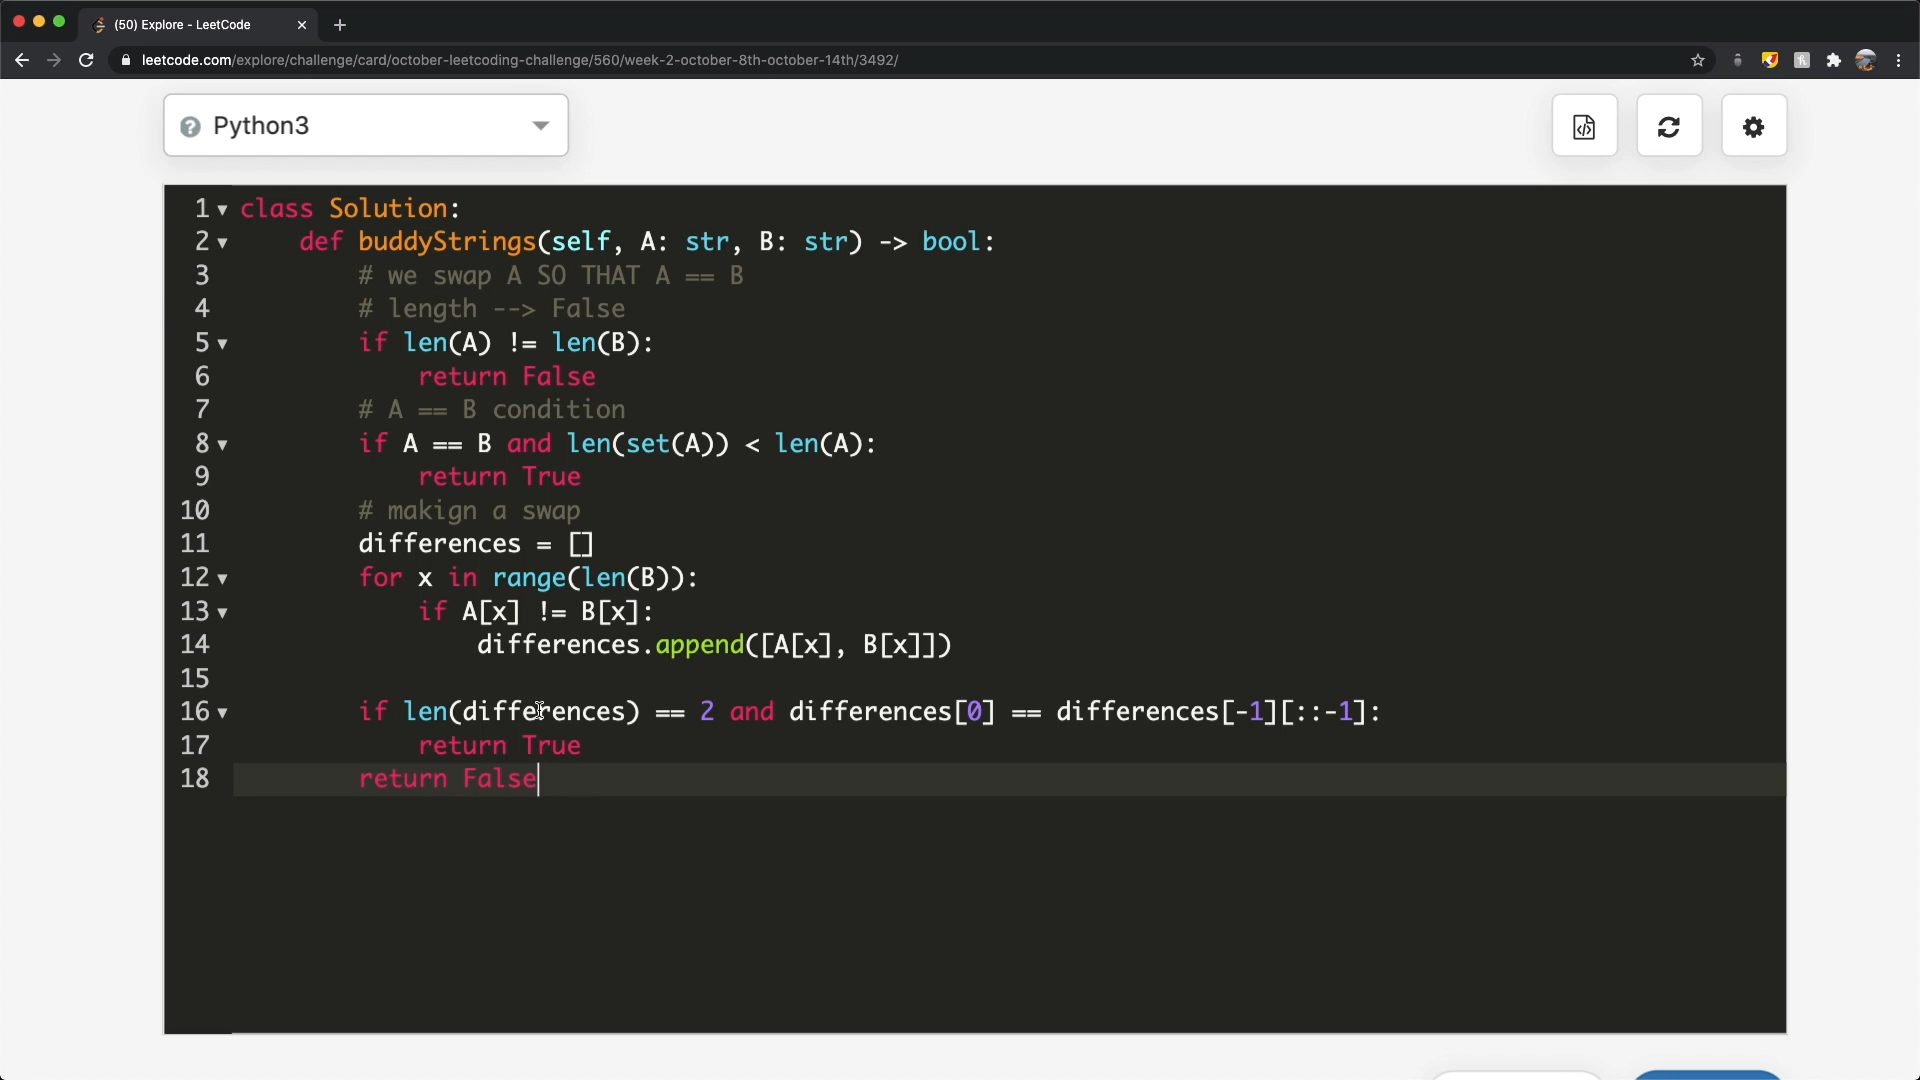 (50) Explore - LeetCode
leetcode.com/explore/challenge/card/october-leetcoding-challenge/560/week-2-october-8th-october-14th/3492/
Python3
1 class Solution:
2     def buddyStrings(self, A: str, B: str) -> bool:
3         # we swap A SO THAT A == B
4         # length --> False
5         if len(A) != len(B):
6             return False
7         # A == B condition
8         if A == B and len(set(A)) < len(A):
9             return True
10         # makign a swap
11         differences = []
12         for x in range(len(B)):
13             if A[x] != B[x]:
14                 differences.append([A[x], B[x]])
15
16         if len(differences) == 2 and differences[0] == differences[-1][::-1]:
17             return True
18         return False